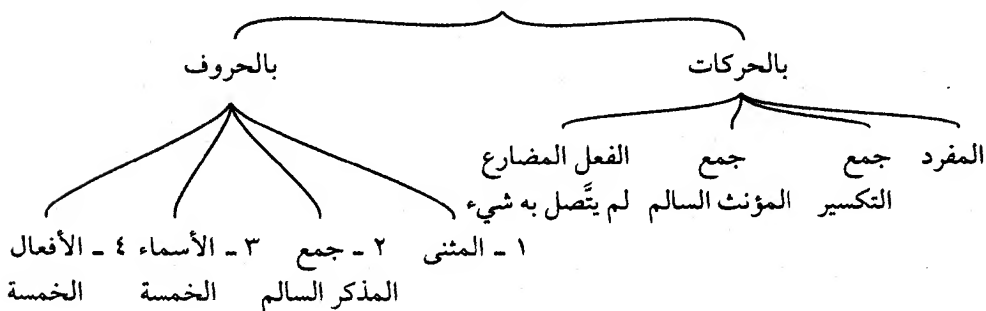 بالحركات بالحروف
المفرد جمع جمع الفعل المضارع
التكسير المؤنث السالم لم يتَّصل به شيء
١ ـ المثنى ٢ ـ جمع ٣ ـ الأسماء ٤ ـ الأفعال
المذكر السالم الخمسة الخمسة